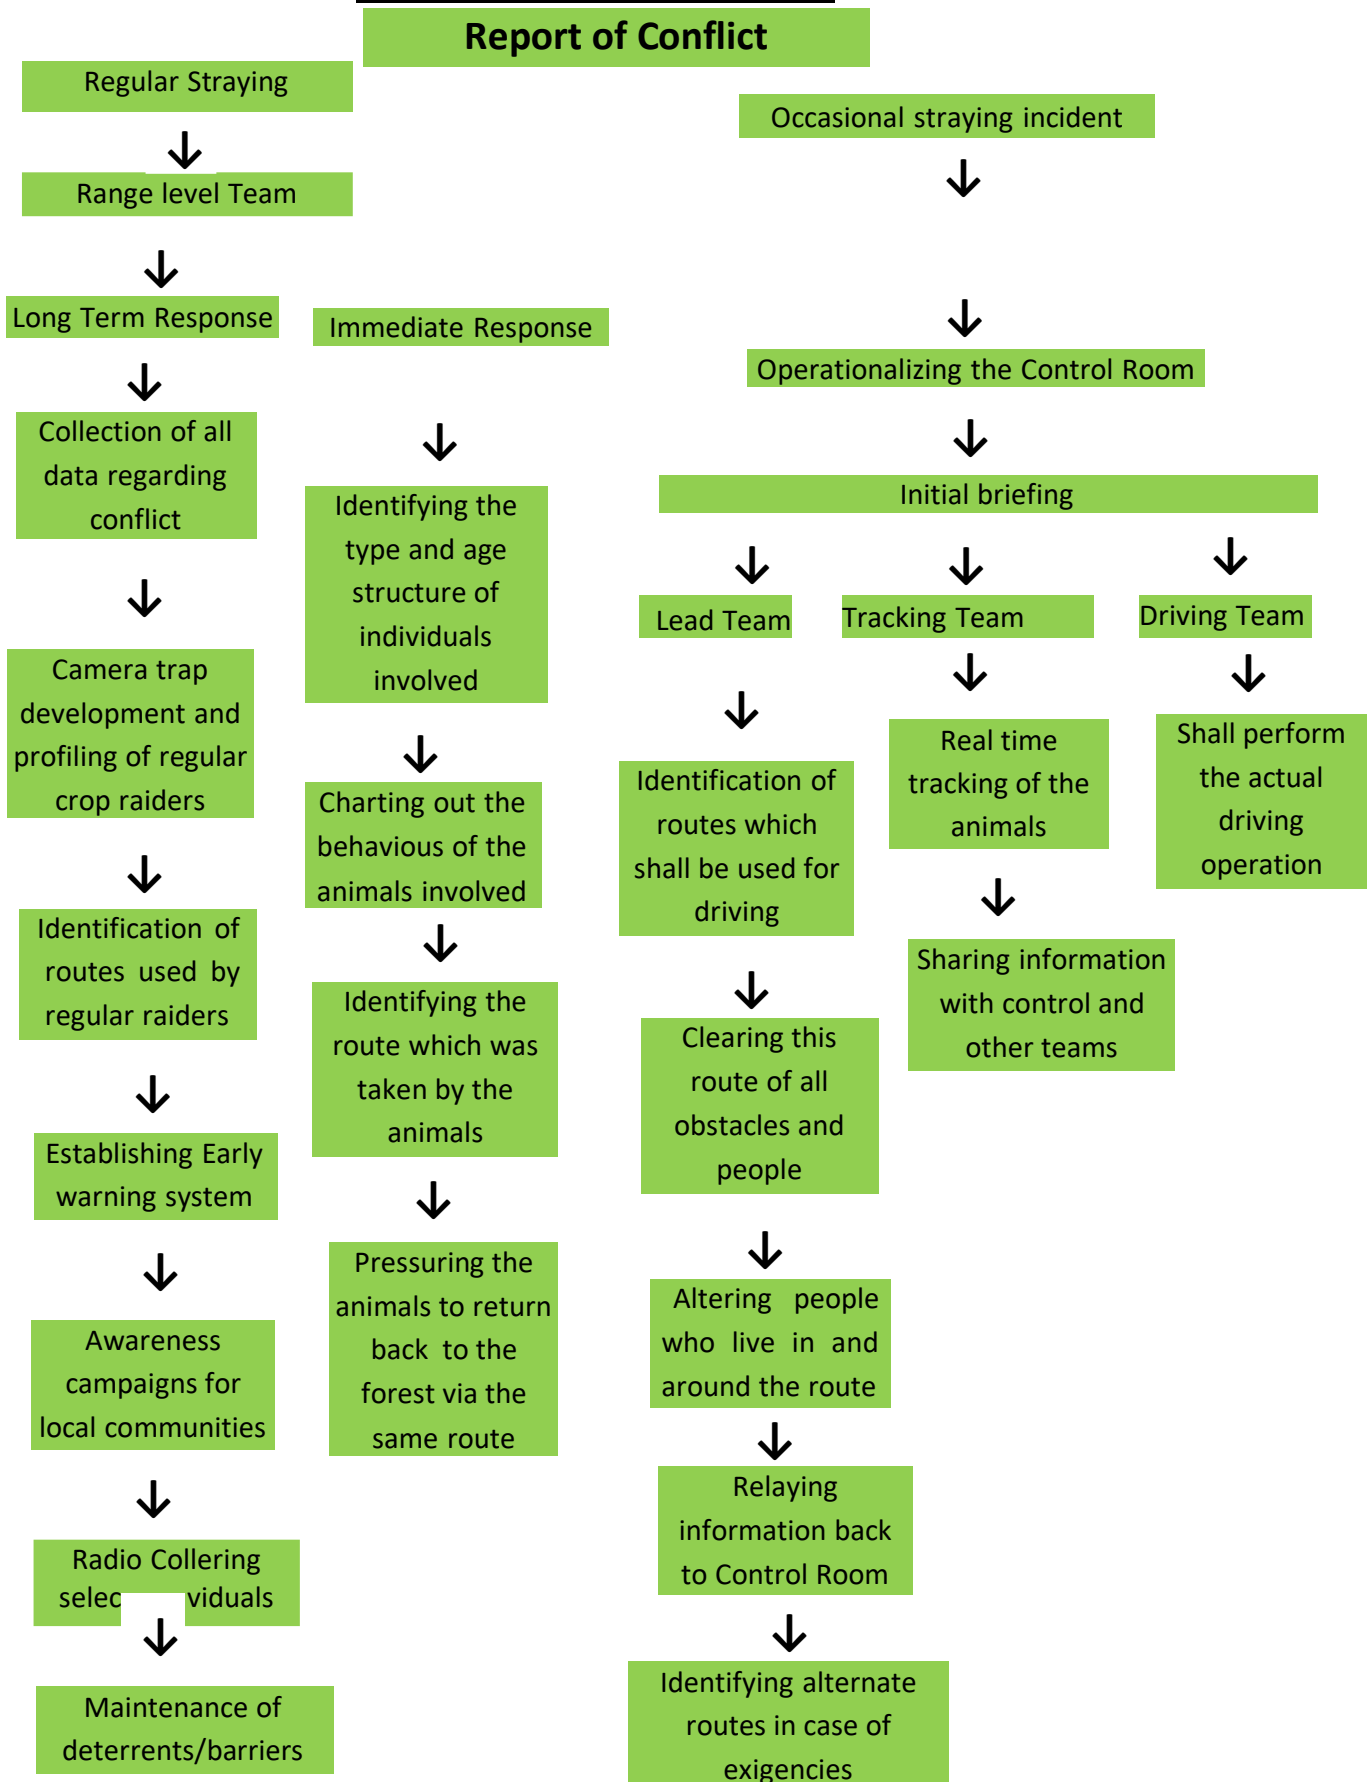 Report of Conflict
Regular Straying
Range level Team
Long Term Response
Collection of all
data regarding
conflict
Camera trap
development and
profiling of regular
crop raiders
Identification of
routes used by
regular raiders
Establishing Early
warning system
Awareness
campaigns for
local communities
Radio Collering
selec viduals
Maintenance of
deterrents/barriers
Immediate Response
Identifying the
type and age
structure of
individuals
involved
Charting out the
behavious of the
animals involved
Identifying the
route which was
taken by the
animals
Pressuring the
animals to return
back to the
forest via the
same route
Occasional straying incident
Operationalizing the Control Room
Initial briefing
Lead Team
Identification of
routes which
shall be used for
driving
Clearing this
route of all
obstacles and
people
Altering people
who live in and
around the route
Relaying
information back
to Control Room
Identifying alternate
routes in case of
exigencies
Tracking Team
Real time
tracking of the
animals
Sharing information
with control and
other teams
Driving Team
Shall perform
the actual
driving
operation